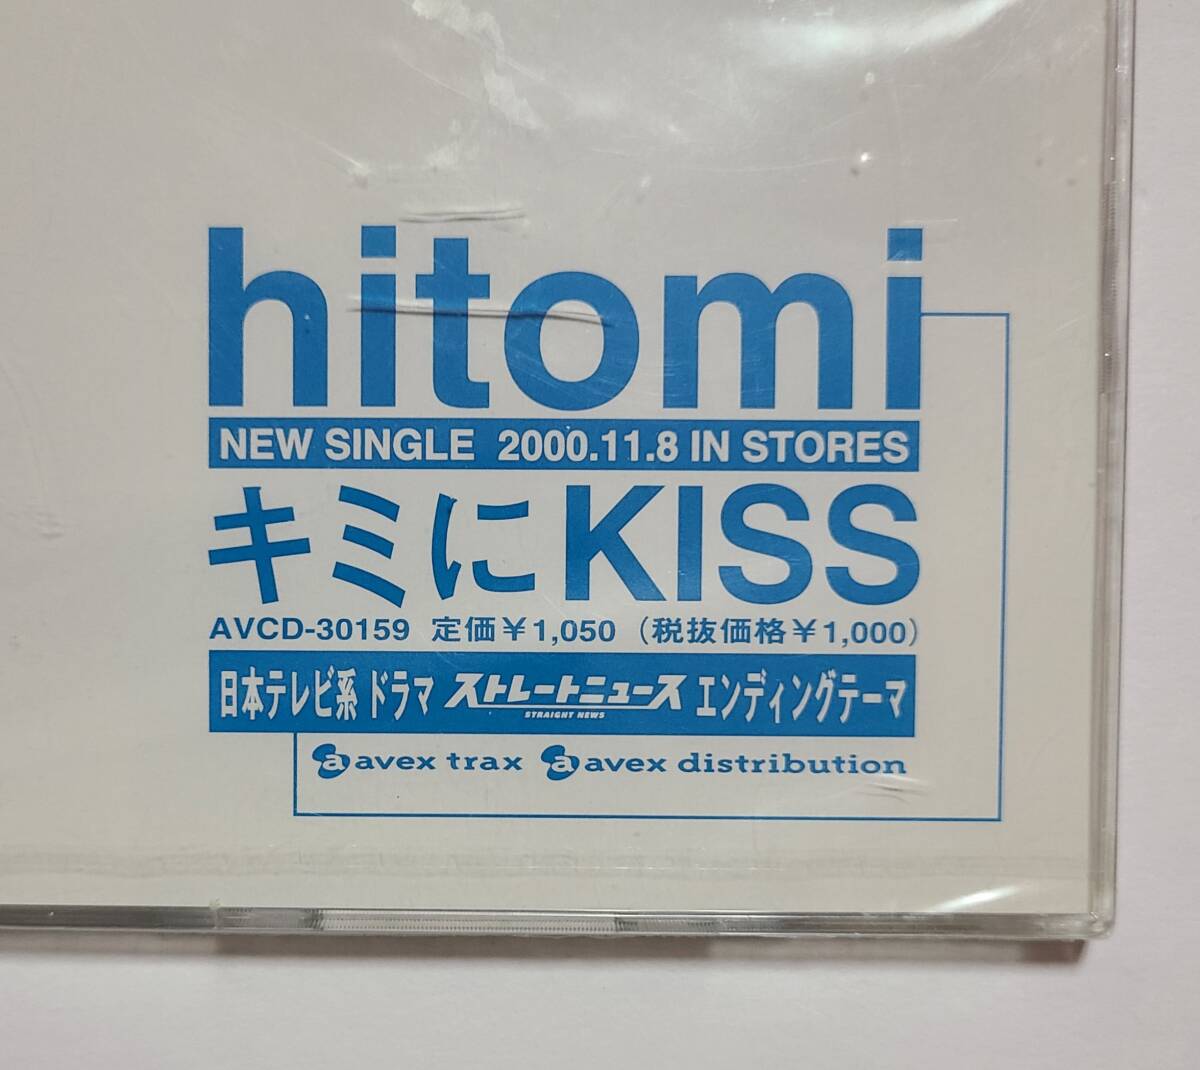 hitomi
NEW SINGLE 2000.11.8 IN STORES
キミにKISS
AVCD-30159 定価￥1,050（税抜価格￥1,000）
日本テレビ系 ドラマ ストレートニュース エンディングテーマ
STRAIGHT NEWS
a avex trax a avex distribution